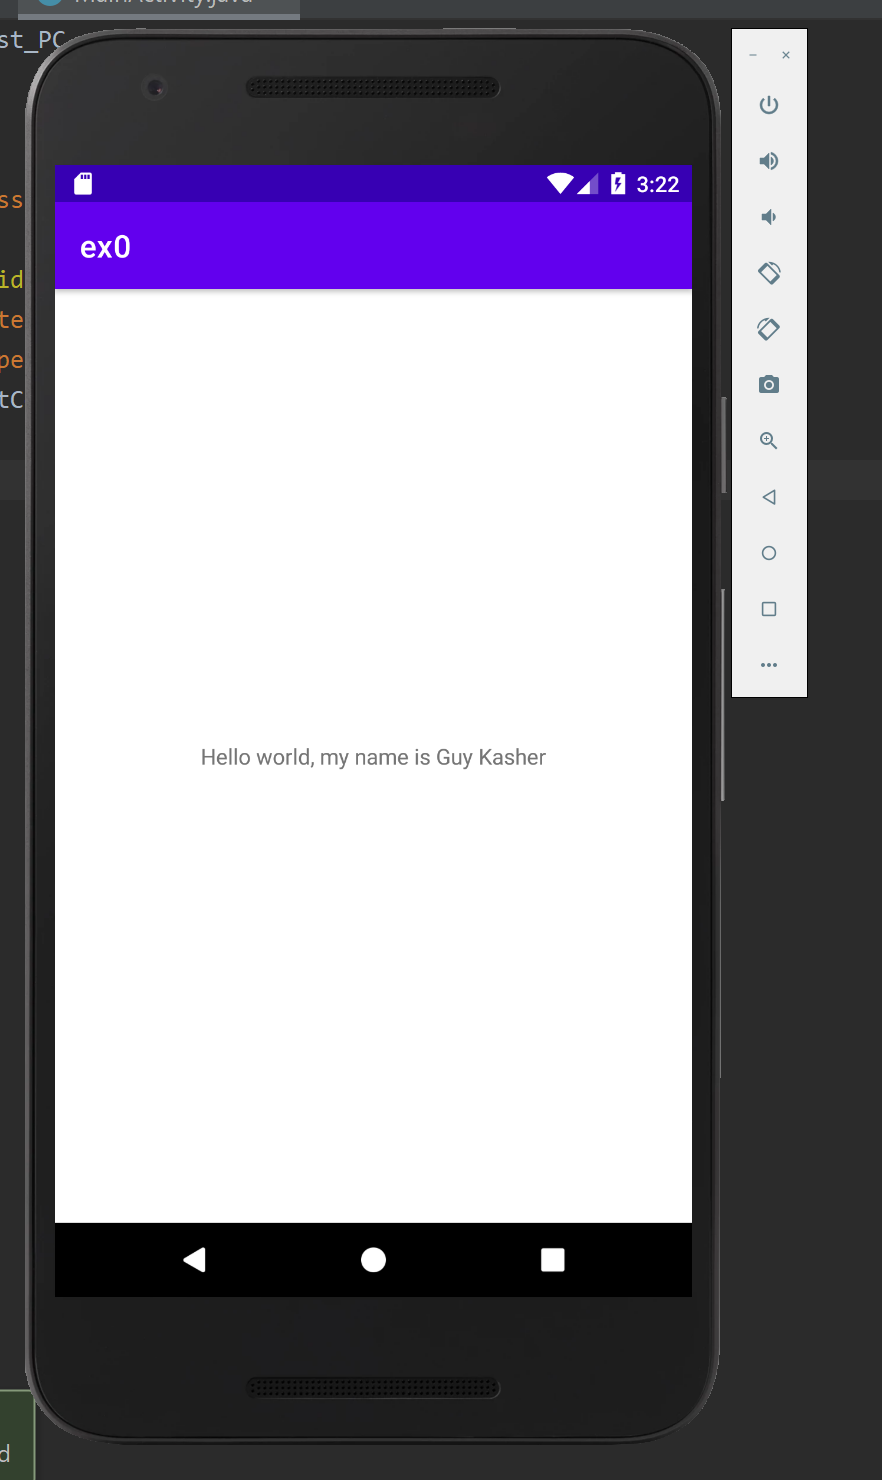 MainActivity.java
st_PC
3:22
ex0
ss
id
te
pe
tC
Hello world, my name is Guy Kasher
d